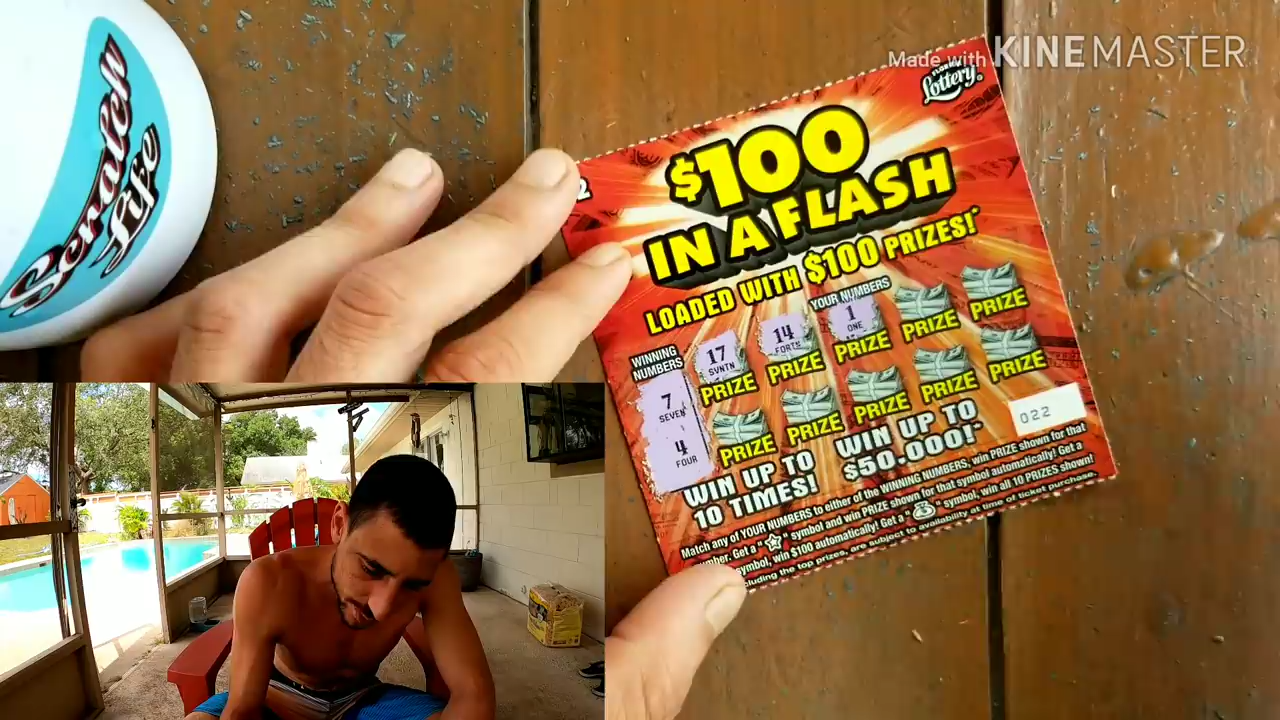 Made with KINEMASTER
Scratch
Life
FLORIDA
Lottery
2
$100
IN A FLASH
LOADED WITH $100 PRIZES!*
YOUR NUMBERS
WINNING
NUMBERS
7
SEVEN
4
FOUR
17
SVNTN
PRIZE
14
FORTN
PRIZE
1
ONE
PRIZE
PRIZE
PRIZE
PRIZE
PRIZE
PRIZE
PRIZE
PRIZE
WIN UP TO
10 TIMES!
WIN UP TO
$50,000!*
022
Match any of YOUR NUMBERS to either of the WINNING NUMBERS, win PRIZE shown for that
Get a " " symbol and win PRIZE shown for that symbol automatically! Get a
symbol, win $100 automatically! Get a " " symbol, win all 10 PRIZES shown!
the top prizes, are subject to availability at time of ticket purchase.